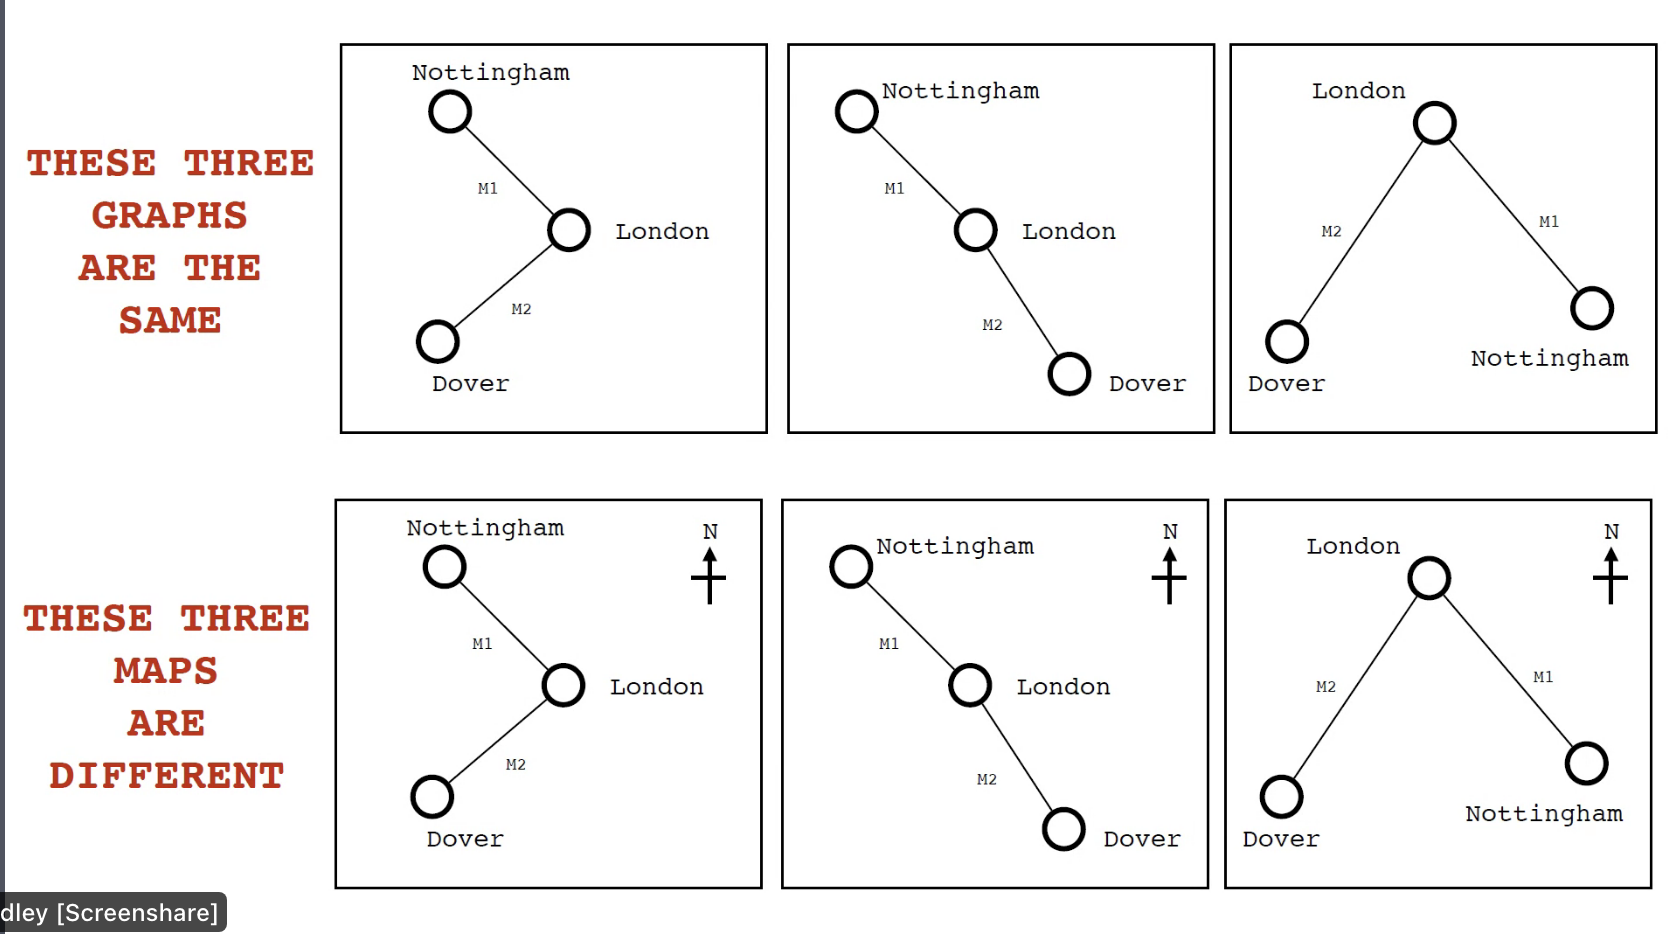 THESE THREE
GRAPHS
ARE THE
SAME
Nottingham
M1
London
M2
Dover
Nottingham
M1
London
M2
Dover
London
M2
M1
Dover
Nottingham
THESE THREE
MAPS
ARE
DIFFERENT
Nottingham
N
M1
London
M2
Dover
Nottingham
N
M1
London
M2
Dover
London
N
M2
M1
Dover
Nottingham
dley [Screenshare]